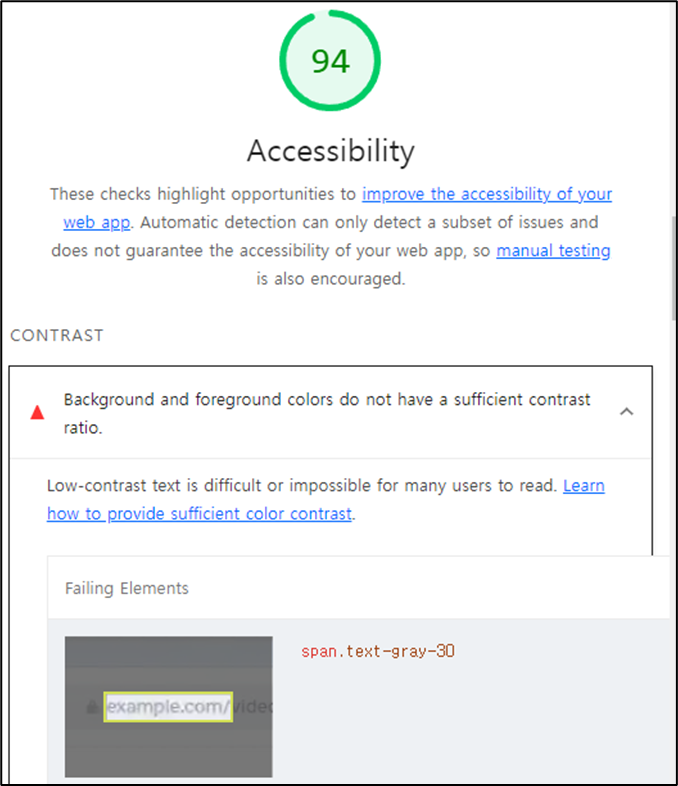 94
Accessibility
These checks highlight opportunities to improve the accessibility of your
web app. Automatic detection can only detect a subset of issues and
does not guarantee the accessibility of your web app, so manual testing
is also encouraged.
CONTRAST
Background and foreground colors do not have a sufficient contrast
ratio.
Low-contrast text is difficult or impossible for many users to read. Learn
how to provide sufficient color contrast.
Failing Elements
span.text-gray-30
example.com/video